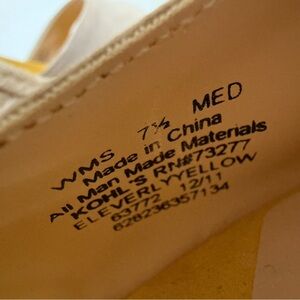 WMS 7½ MED
Made in China
All Man Made Materials
KOHL'S RN#73277
ELEVERLYYELLOW
63772 12/11
628236357134